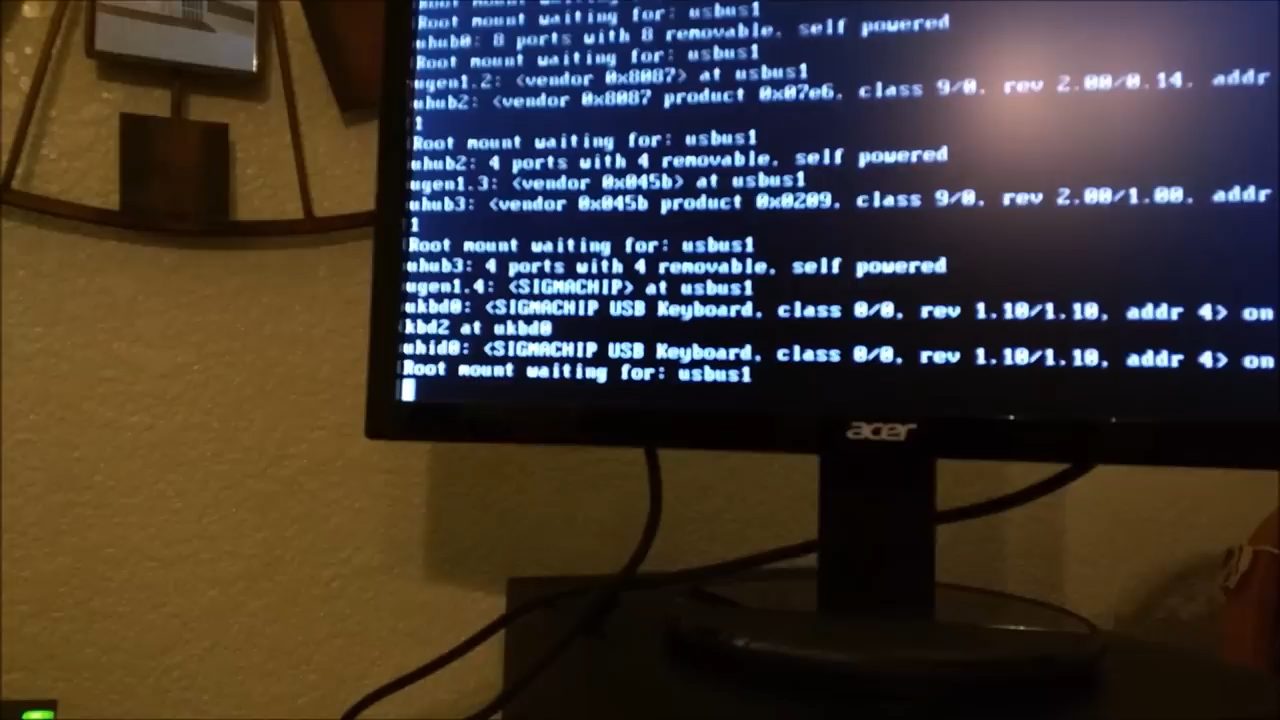 Root mount waiting for: usbus1
uhub0: 8 ports with 8 removable, self powered
Root mount waiting for: usbus1
ugen1.2: <vendor 0x8087> at usbus1
uhub2: <vendor 0x8087 product 0x07e6, class 9/0, rev 2.00/0.14, addr
1
Root mount waiting for: usbus1
uhub2: 4 ports with 4 removable, self powered
ugen1.3: <vendor 0x045b> at usbus1
uhub3: <vendor 0x045b product 0x0209, class 9/0, rev 2.00/1.00, addr
1
Root mount waiting for: usbus1
uhub3: 4 ports with 4 removable, self powered
ugen1.4: <SIGMACHIP> at usbus1
ukbd0: <SIGMACHIP USB Keyboard, class 0/0, rev 1.10/1.10, addr 4> on
kbd2 at ukbd0
uhid0: <SIGMACHIP USB Keyboard, class 0/0, rev 1.10/1.10, addr 4> on
Root mount waiting for: usbus1
acer